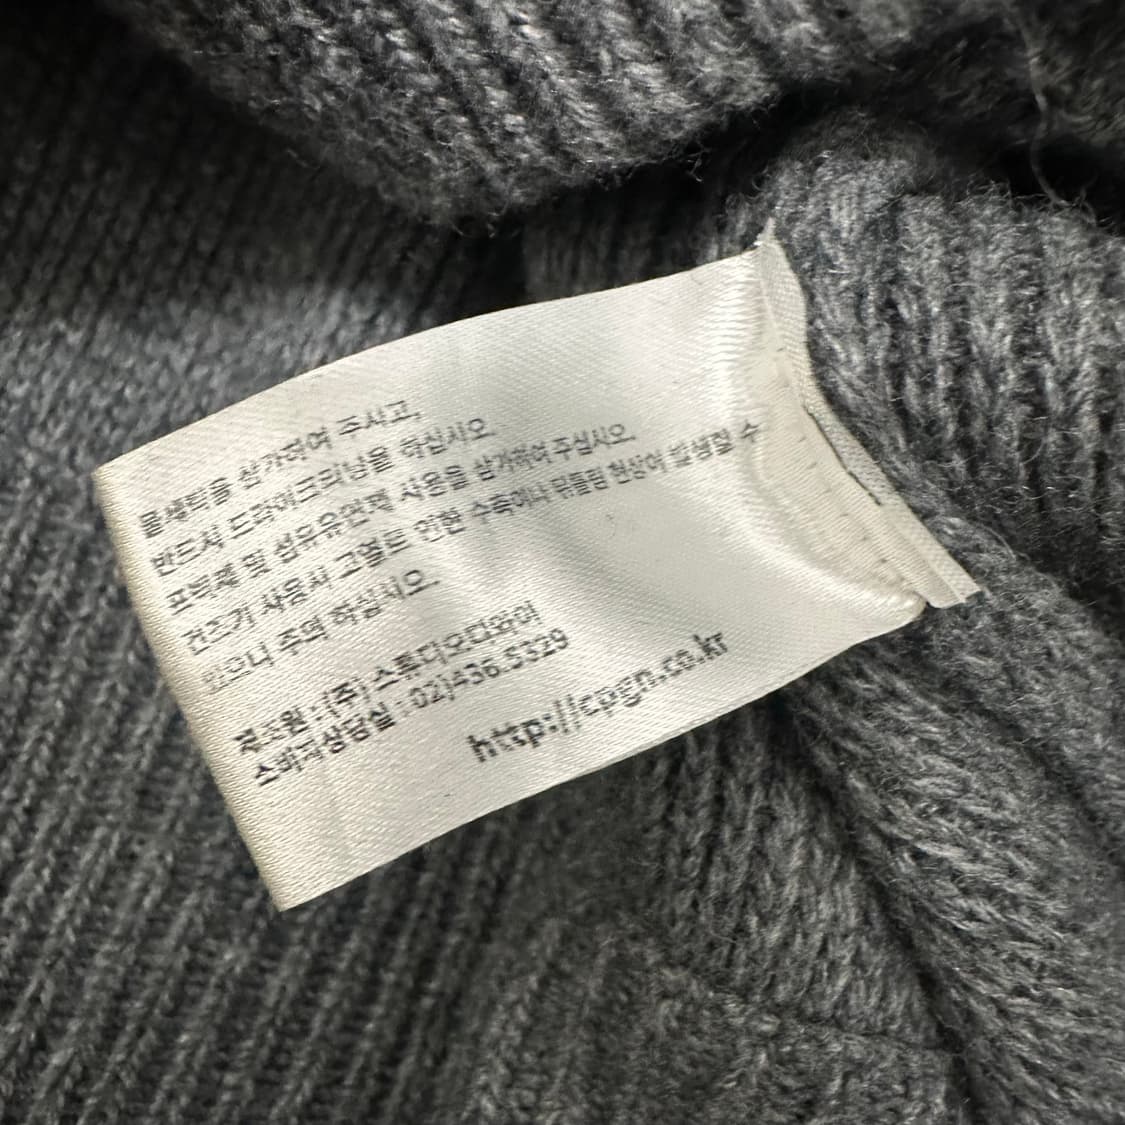 물세탁을 삼가하여 주시고,
반드시 드라이크리닝을 하십시오
표백제 및 섬유유연제 사용을 삼가하여 주십시오.
건조기 사용시 고열로 인한 수축이나 뒤틀림 현상이 발생할 수
있으니 주의 하십시오.
제조원 : (주)스튜디오더와이
소비자상담실 : 02)436.5329
http://cpgn.co.kr